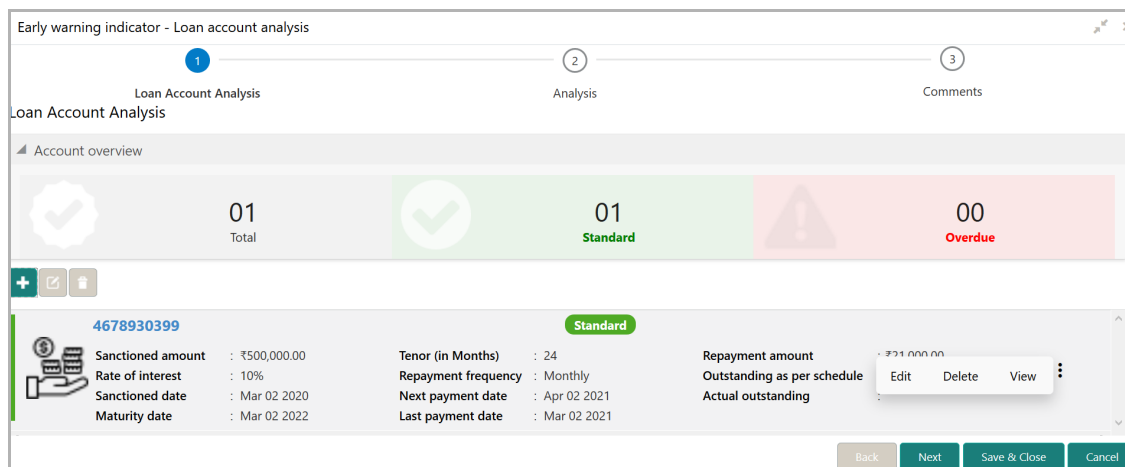 Early warning indicator - Loan account analysis
1
2
3
Loan Account Analysis
Analysis
Comments
Loan Account Analysis
Account overview
01
Total
01
Standard
00
Overdue
4678930399
Standard
Sanctioned amount : ₹500,000.00 Tenor (in Months) : 24 Repayment amount : ₹21,000.00
Rate of interest : 10% Repayment frequency : Monthly Outstanding as per schedule
Sanctioned date : Mar 02 2020 Next payment date : Apr 02 2021 Actual outstanding :
Maturity date : Mar 02 2022 Last payment date : Mar 02 2021
Edit Delete View
Back Next Save & Close Cancel